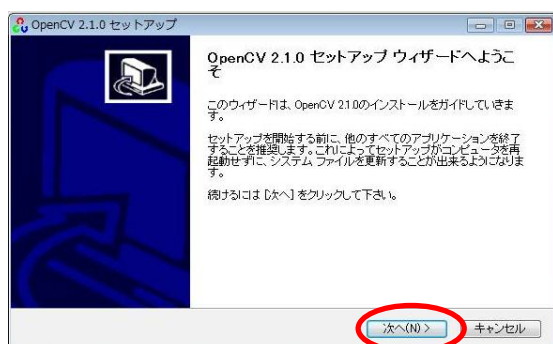 OpenCV 2.1.0 セットアップ
OpenCV 2.1.0 セットアップ ウィザードへようこ
そ
このウィザードは、OpenCV 2.1.0のインストールをガイドしていきま
す。
セットアップを開始する前に、他のすべてのアプリケーションを終了
することを推奨します。これによってセットアップがコンピュータを再
起動せずに、システム ファイルを更新することが出来るようになりま
す。
続けるには [次へ] をクリックして下さい。
次へ(N) >
キャンセル